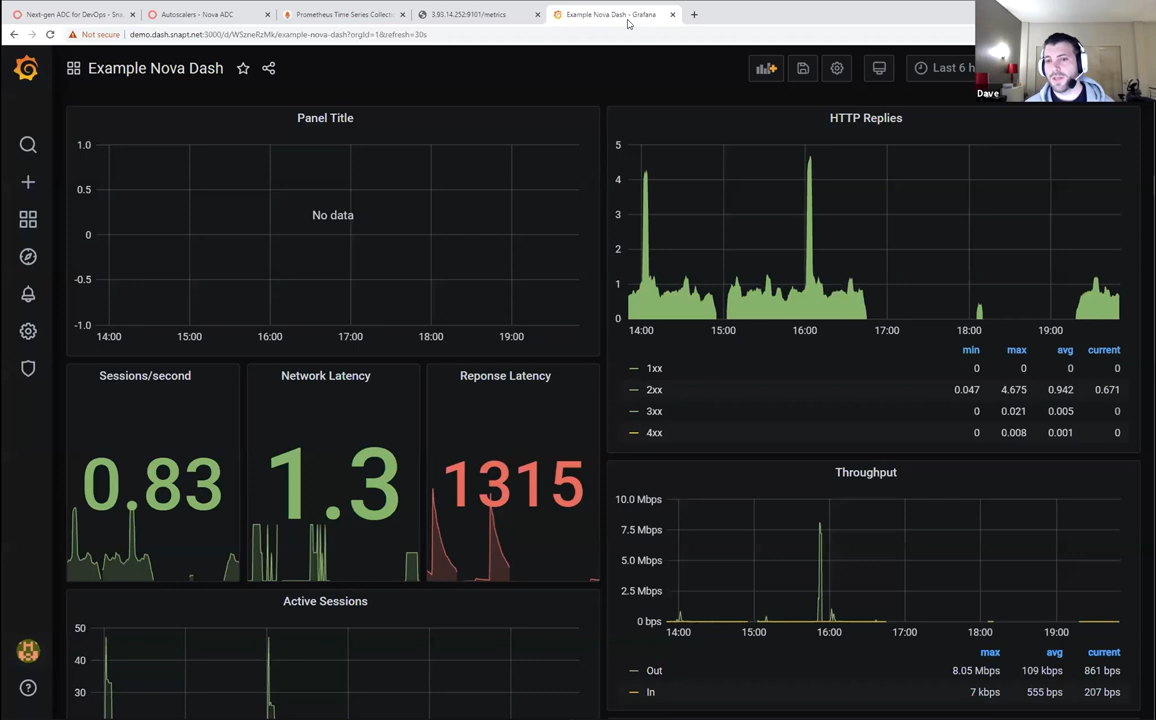 Next-gen ADC for DevOps - Sna
Autoscalers - Nova ADC
Prometheus Time Series Collecti
3.93.14.252:9101/metrics
Example Nova Dash - Grafana
Not secure
demo.dash.snapt.net:3000/d/WSzneRzMk/example-nova-dash?orgId=1&refresh=30s
Example Nova Dash
Last 6 h
Dave
Panel Title
1.0
0.5
0
-0.5
-1.0
No data
14:00 15:00 16:00 17:00 18:00 19:00
HTTP Replies
5
4
3
2
1
0
14:00 15:00 16:00 17:00 18:00 19:00
min max avg current
1xx 0 0 0 0
2xx 0.047 4.675 0.942 0.671
3xx 0 0.021 0.005 0
4xx 0 0.008 0.001 0
Sessions/second
0.83
Network Latency
1.3
Reponse Latency
1315
Throughput
10.0 Mbps
7.5 Mbps
5.0 Mbps
2.5 Mbps
0 bps
14:00 15:00 16:00 17:00 18:00 19:00
max avg current
Out 8.05 Mbps 109 kbps 861 bps
In 7 kbps 555 bps 207 bps
Active Sessions
50
40
30